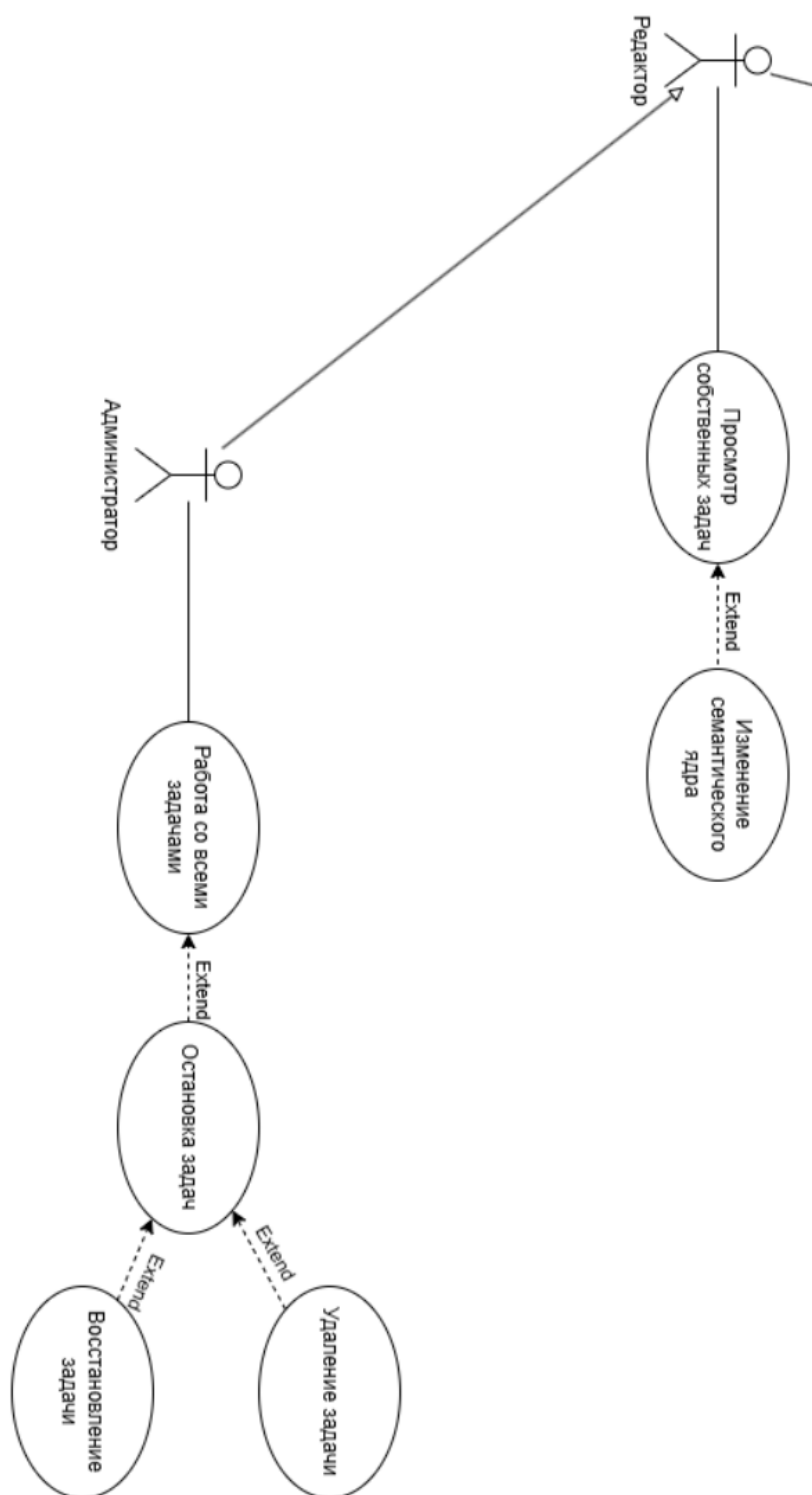 Редактор
Просмотр
собственных задач
Extend
Изменение
семантического
ядра
Администратор
Работа со всеми
задачами
Extend
Остановка задач
Extend
Удаление задачи
Extend
Восстановление
задачи